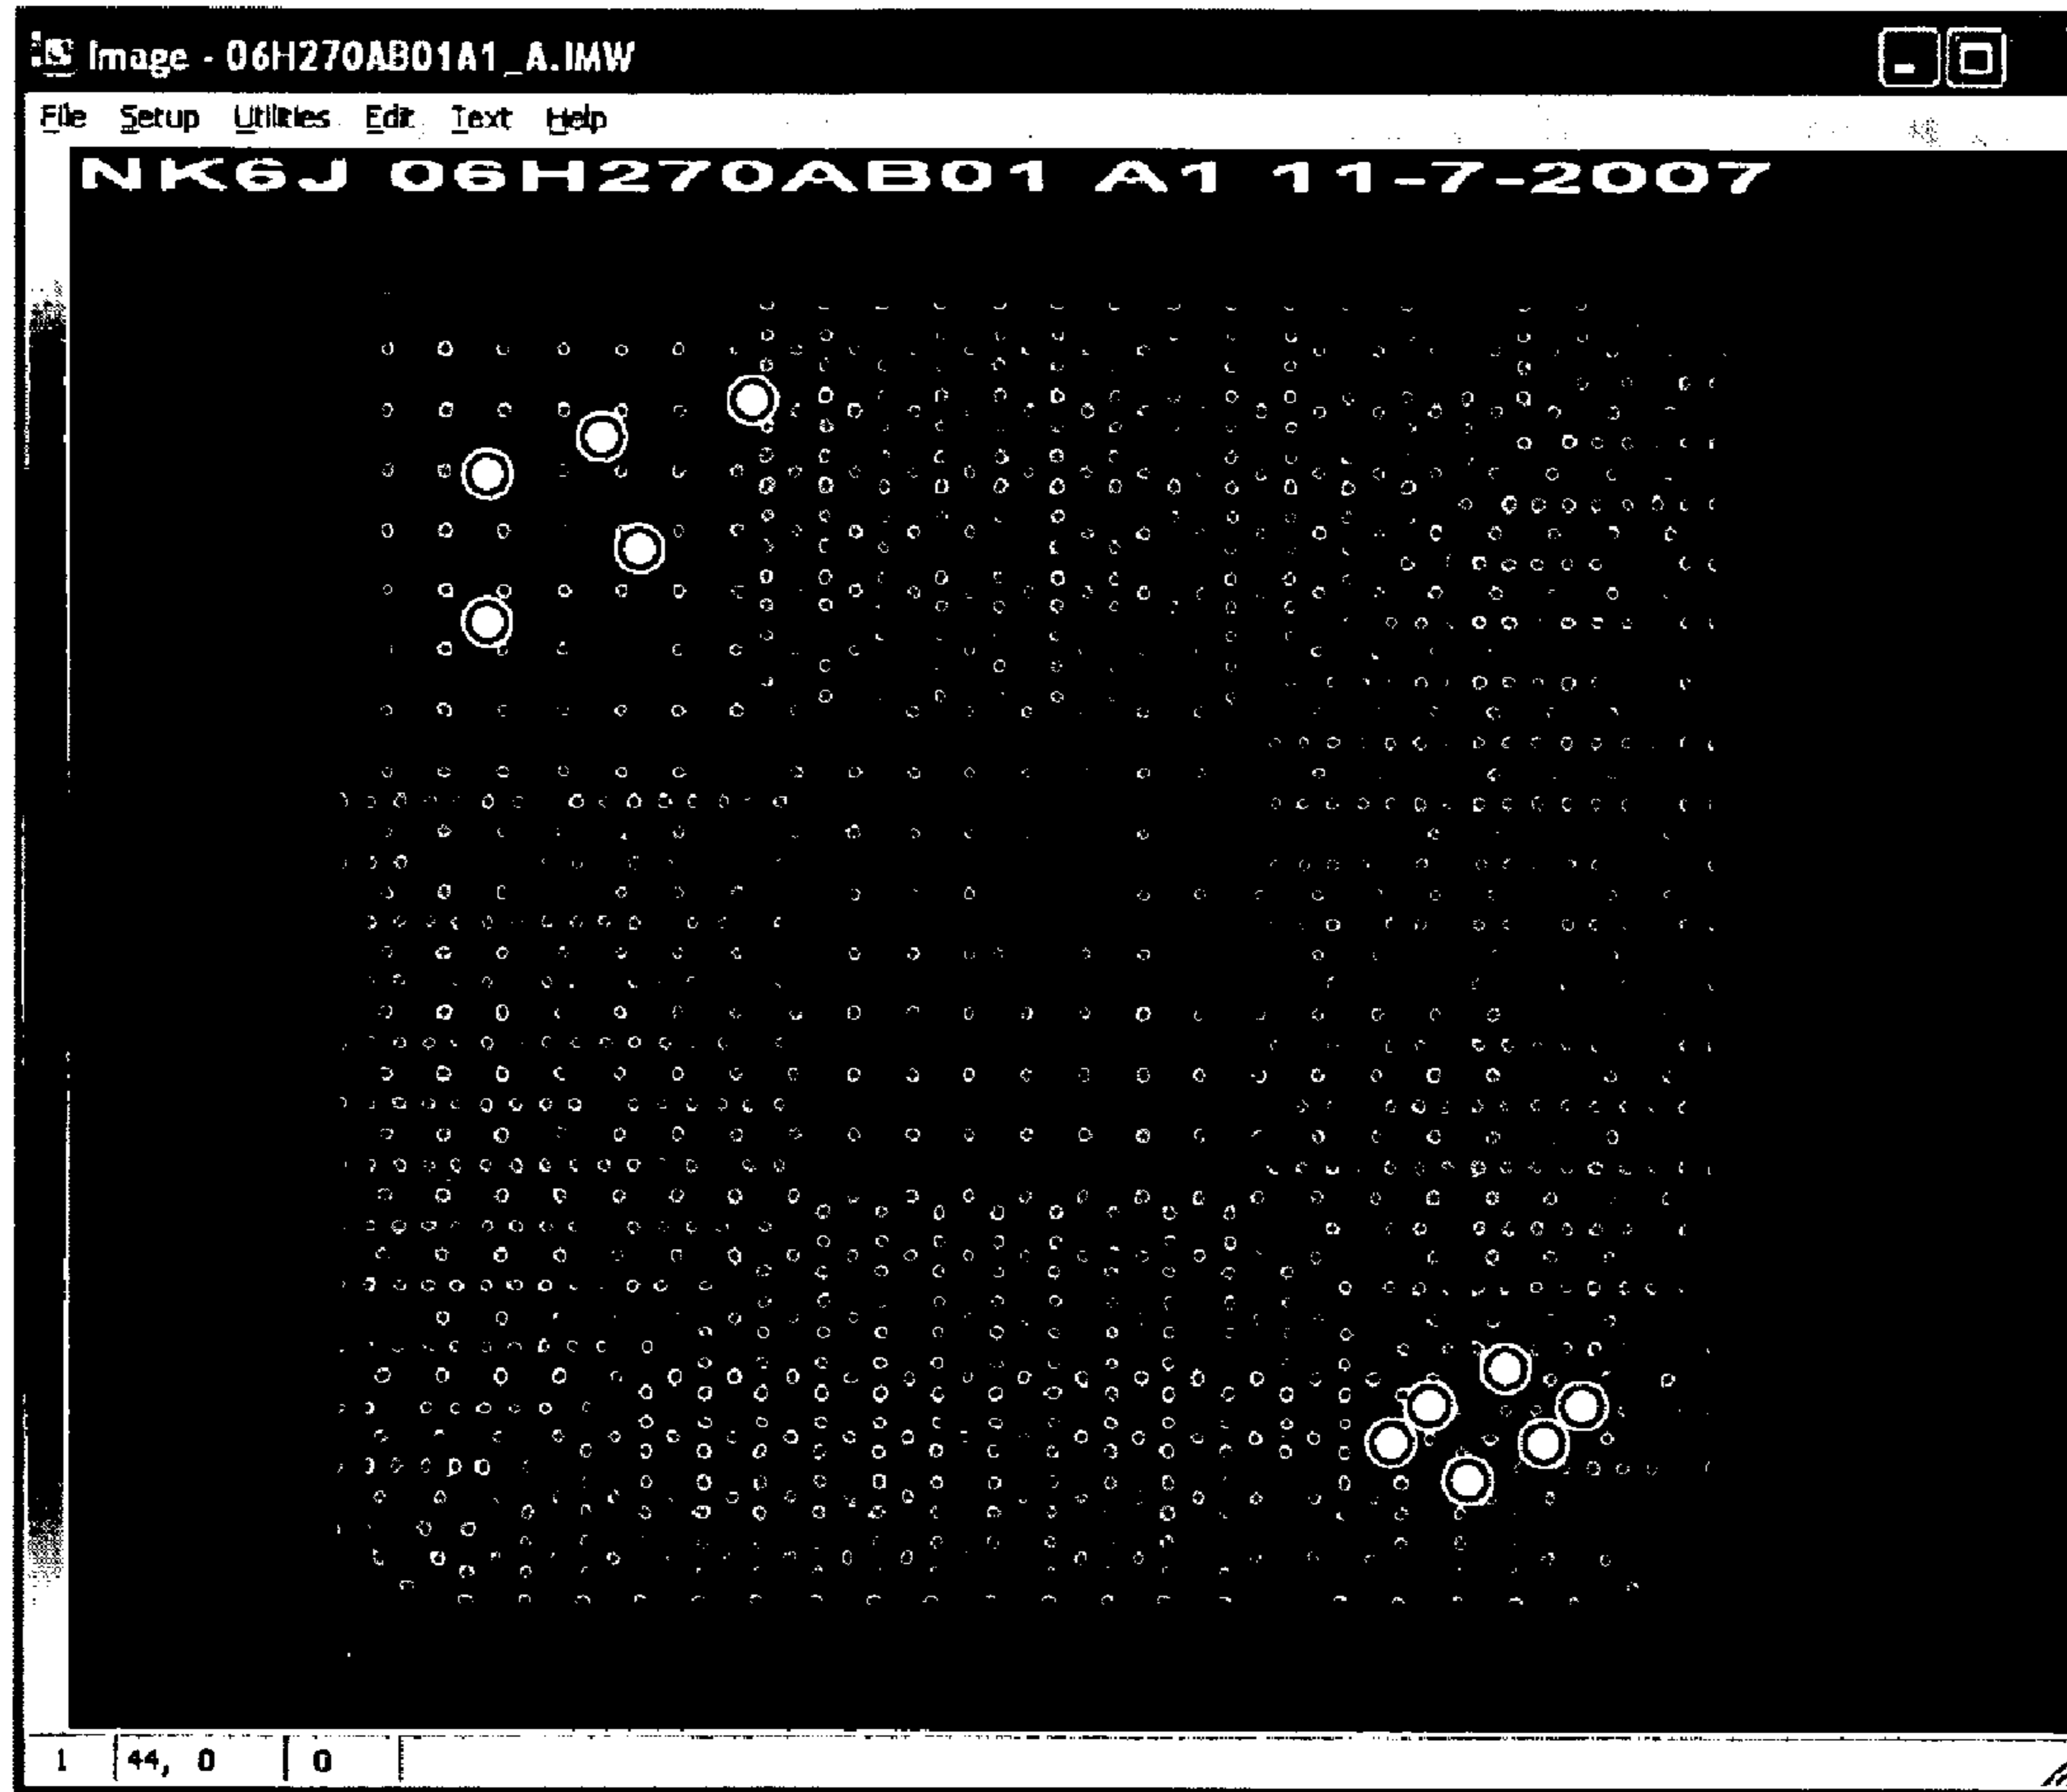 Image - 06H270AB01A1_A.IMW
File Setup Utilities Edit Text Help
NK6J 06H270AB01 A1 11-7-2007
1 44, 0 0